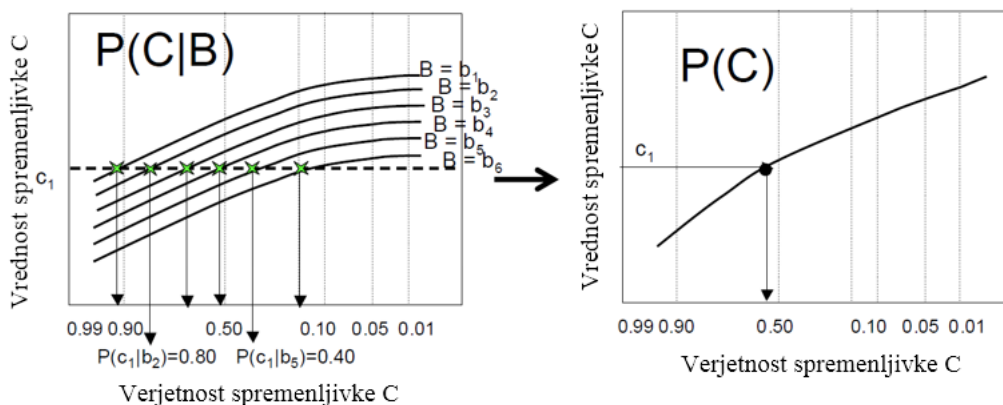 Vrednost spremenljivke C
P(C|B)
B = b1
B = b2
B = b3
B = b4
B = b5
B = b6
c1
0.99 0.90 0.50 0.10 0.05 0.01
P(c1|b2)=0.80 P(c1|b5)=0.40
Verjetnost spremenljivke C
Vrednost spremenljivke C
P(C)
c1
0.99 0.90 0.50 0.10 0.05 0.01
Verjetnost spremenljivke C